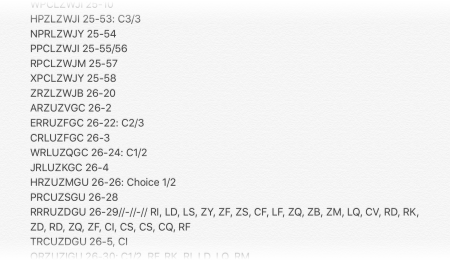 HPZLZWJI 25-53: C3/3
NPRLZWJY 25-54
PPCLZWJI 25-55/56
RPCLZWJM 25-57
XPCLZWJY 25-58
ZRZLZWJB 26-20
ARZUZVGC 26-2
ERRUZFGC 26-22: C2/3
CRLUZFGC 26-3
WRLUZQGC 26-24: C1/2
JRLUZKGC 26-4
HRZUZMGU 26-26: Choice 1/2
PRCUZSGU 26-28
RRRUZDGU 26-29//-//-// RI, LD, LS, ZY, ZF, ZS, CF, LF, ZQ, ZB, ZM, LQ, CV, RD, RK,
ZD, RD, ZQ, ZF, CI, CS, CS, CQ, RF
TRCUZDGU 26-5, CI